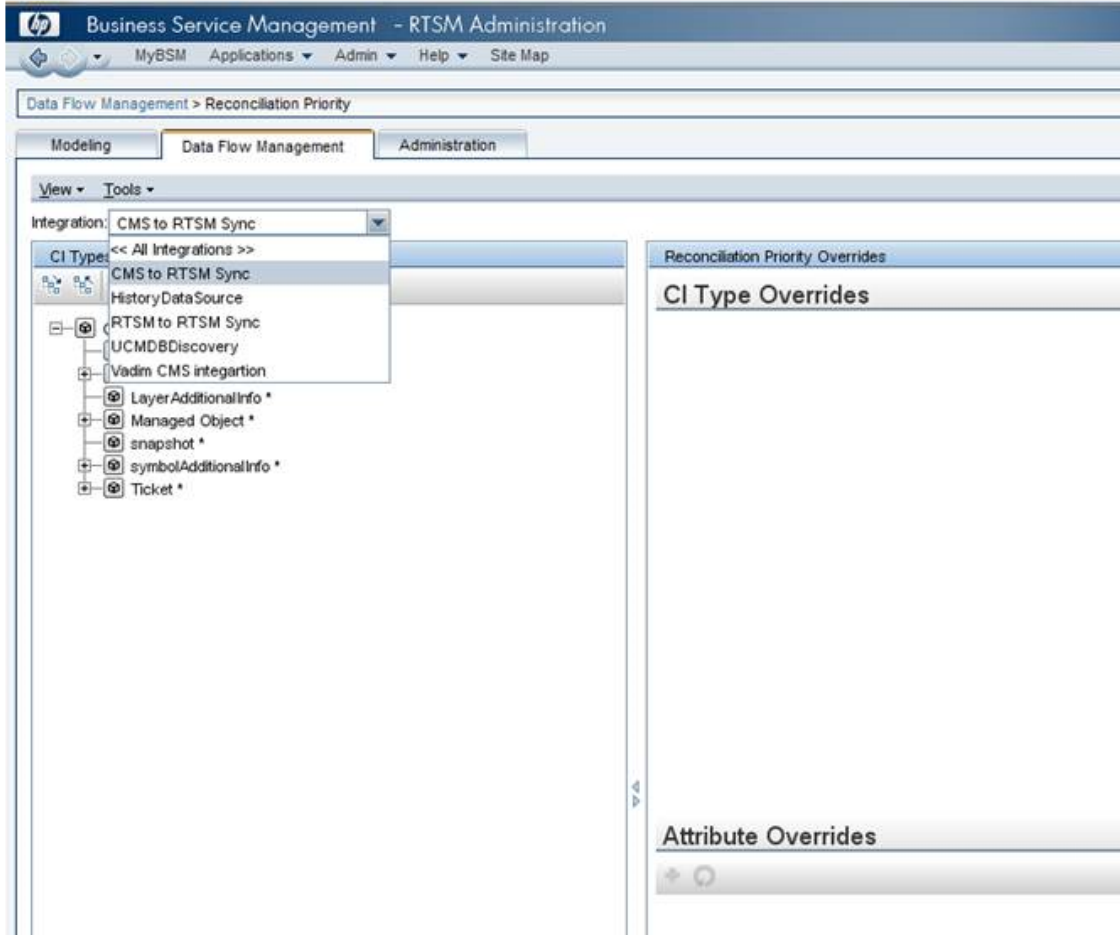 hp Business Service Management - RTSM Administration
MyBSM Applications Admin Help Site Map
Data Flow Management > Reconciliation Priority
Modeling Data Flow Management Administration
View Tools
Integration: CMS to RTSM Sync
<< All Integrations >>
CMS to RTSM Sync
HistoryDataSource
RTSM to RTSM Sync
UCMDBDiscovery
Vadim CMS integartion
CI Types
LayerAdditionalInfo *
Managed Object *
snapshot *
symbolAdditionalInfo *
Ticket *
Reconciliation Priority Overrides
CI Type Overrides
Attribute Overrides